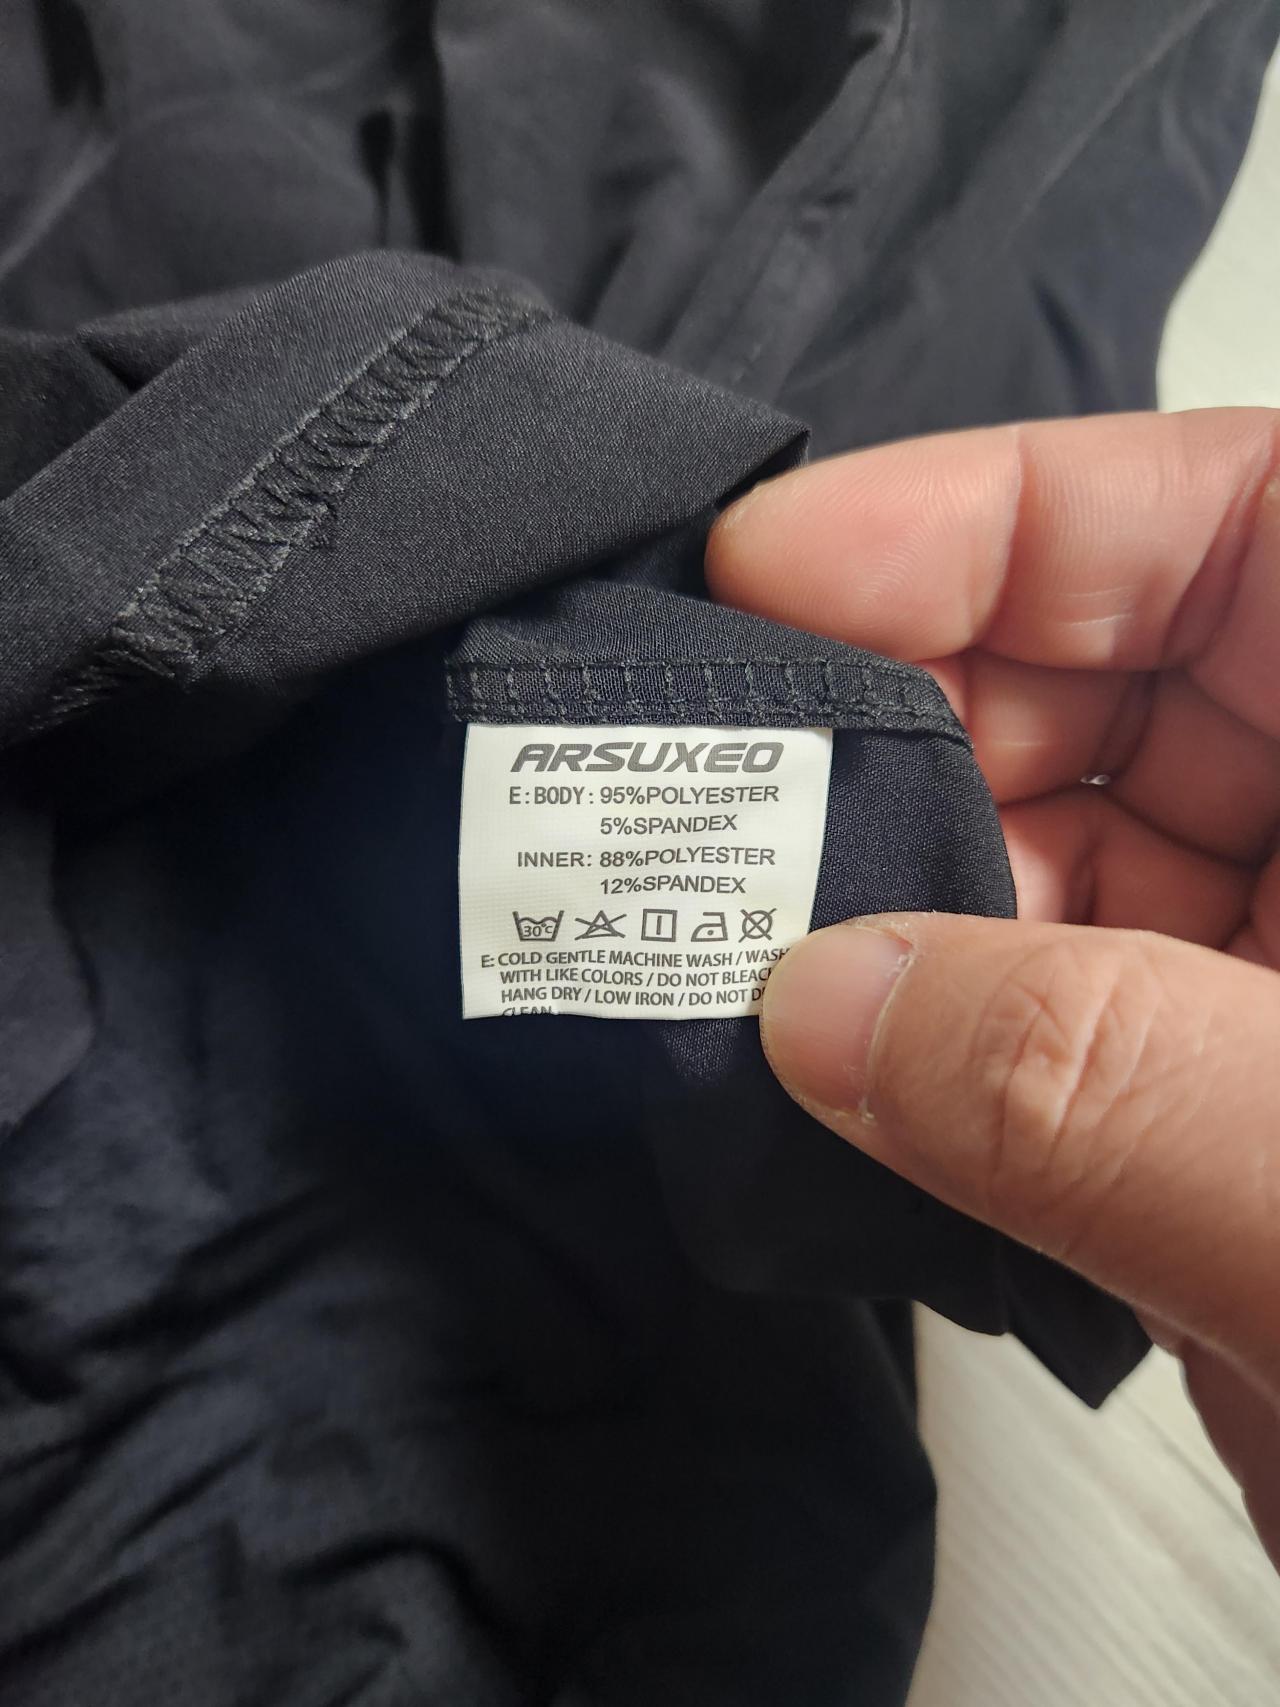 ARSUXEO
E:BODY: 95%POLYESTER
5%SPANDEX
INNER: 88%POLYESTER
12%SPANDEX
30°C
E: COLD GENTLE MACHINE WASH / WASH
WITH LIKE COLORS / DO NOT BLEACH
HANG DRY / LOW IRON / DO NOT
CLEAN